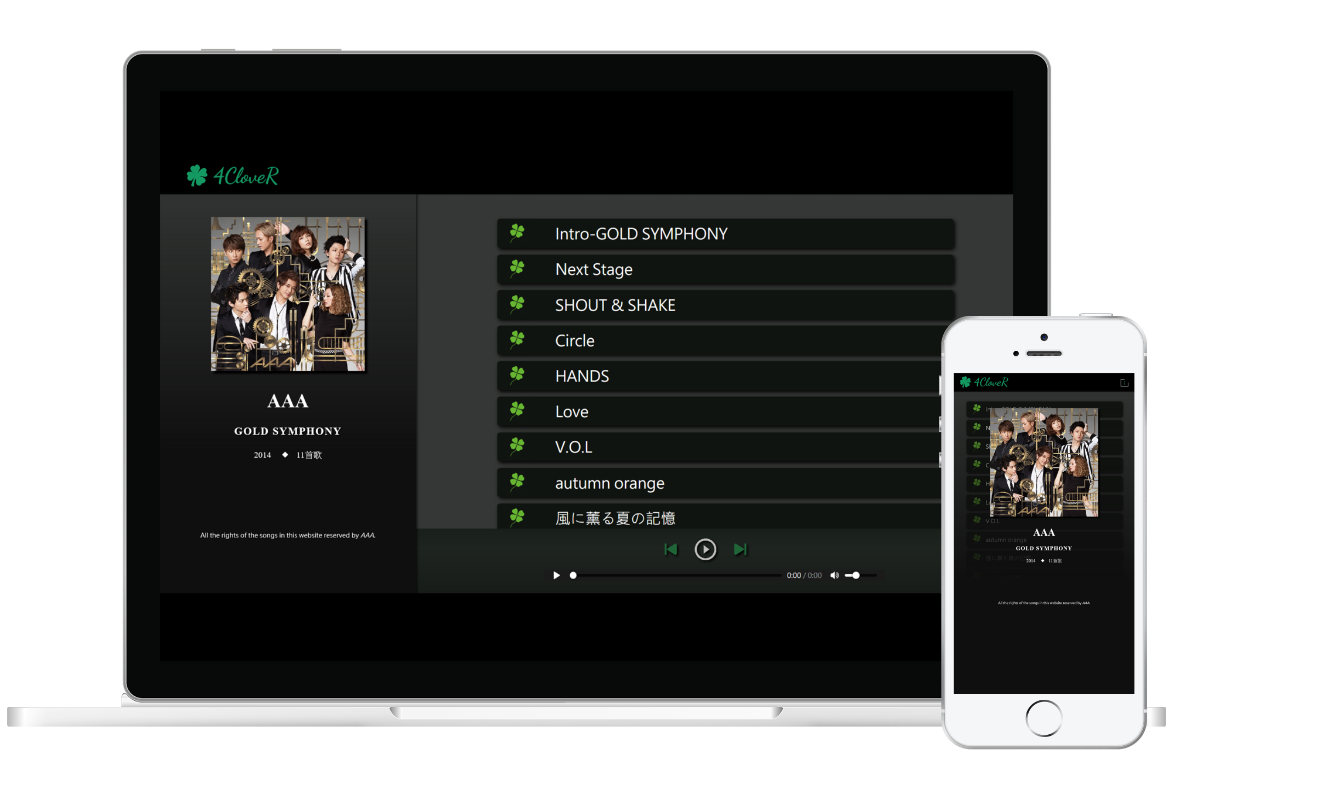 4CloveR
AAA
AAA
GOLD SYMPHONY
2014 ◆ 11首歌
All the rights of the songs in this website reserved by AAA.
Intro-GOLD SYMPHONY
Next Stage
SHOUT & SHAKE
Circle
HANDS
Love
V.O.L
autumn orange
風に薫る夏の記憶
0:00 / 0:00
4CloveR
V.O.L
autumn orange
AAA
GOLD SYMPHONY
2014 ◆ 11首歌
All the rights of the songs in this website reserved by AAA.